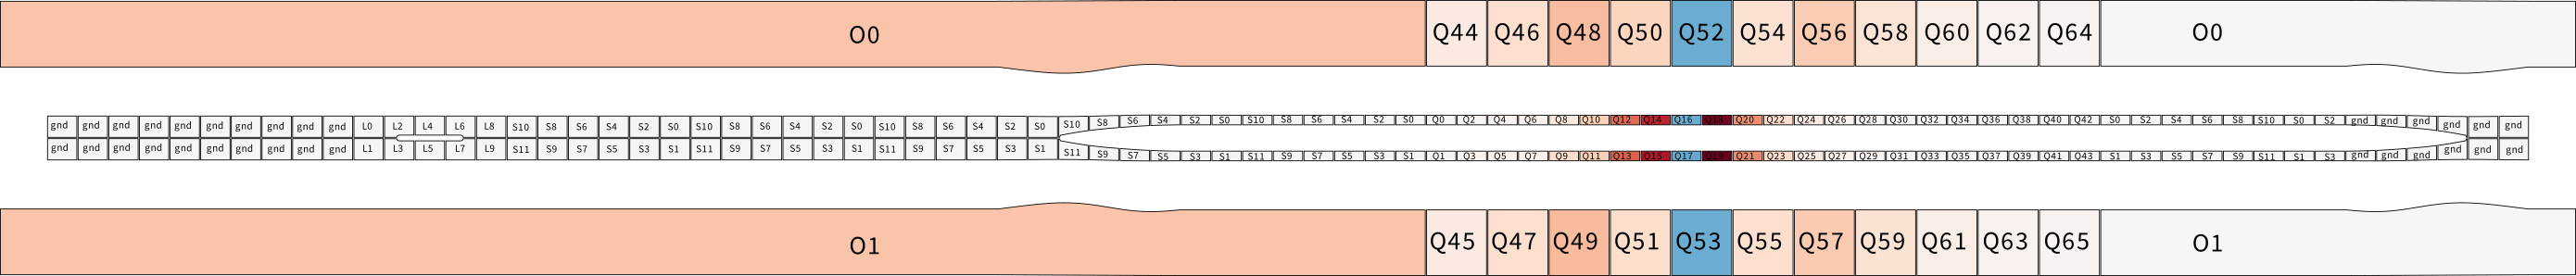 O0 Q44 Q46 Q48 Q50 Q52 Q54 Q56 Q58 Q60 Q62 Q64 O0
gnd gnd gnd gnd gnd gnd gnd gnd gnd gnd L0 L2 L4 L6 L8 S10 S8 S6 S4 S2 S0 S10 S8 S6 S4 S2 S0 S10 S8 S6 S4 S2 S0 S10 S8 S6 S4 S2 S0 S10 S8 S6 S4 S2 S0 Q0 Q2 Q4 Q6 Q8 Q10 Q12 Q14 Q16 Q18 Q20 Q22 Q24 Q26 Q28 Q30 Q32 Q34 Q36 Q38 Q40 Q42 S0 S2 S4 S6 S8 S10 S0 S2 gnd gnd gnd gnd gnd gnd
gnd gnd gnd gnd gnd gnd gnd gnd gnd gnd L1 L3 L5 L7 L9 S11 S9 S7 S5 S3 S1 S11 S9 S7 S5 S3 S1 S11 S9 S7 S5 S3 S1 S11 S9 S7 S5 S3 S1 S11 S9 S7 S5 S3 S1 Q1 Q3 Q5 Q7 Q9 Q11 Q13 Q15 Q17 Q19 Q21 Q23 Q25 Q27 Q29 Q31 Q33 Q35 Q37 Q39 Q41 Q43 S1 S3 S5 S7 S9 S11 S1 S3 gnd gnd gnd gnd gnd gnd
O1 Q45 Q47 Q49 Q51 Q53 Q55 Q57 Q59 Q61 Q63 Q65 O1